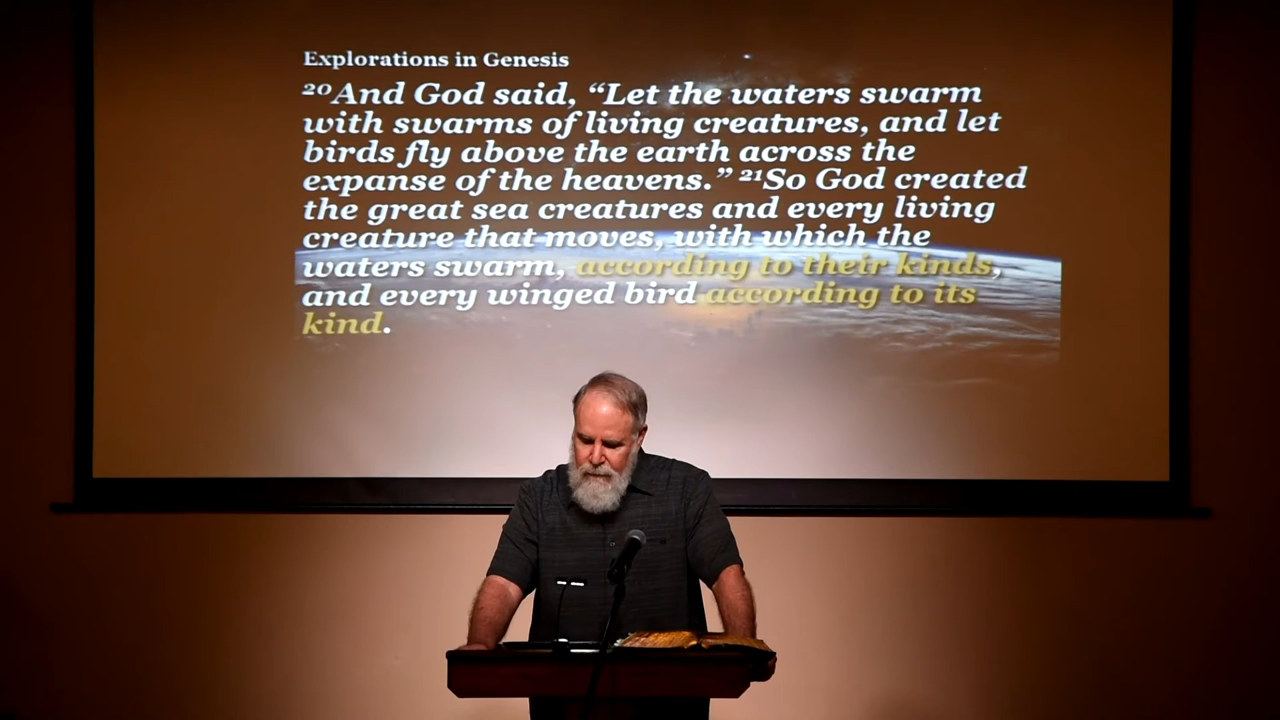 Explorations in Genesis
²⁰And God said, “Let the waters swarm
with swarms of living creatures, and let
birds fly above the earth across the
expanse of the heavens.” ²¹So God created
the great sea creatures and every living
creature that moves, with which the
waters swarm, according to their kinds,
and every winged bird according to its
kind.